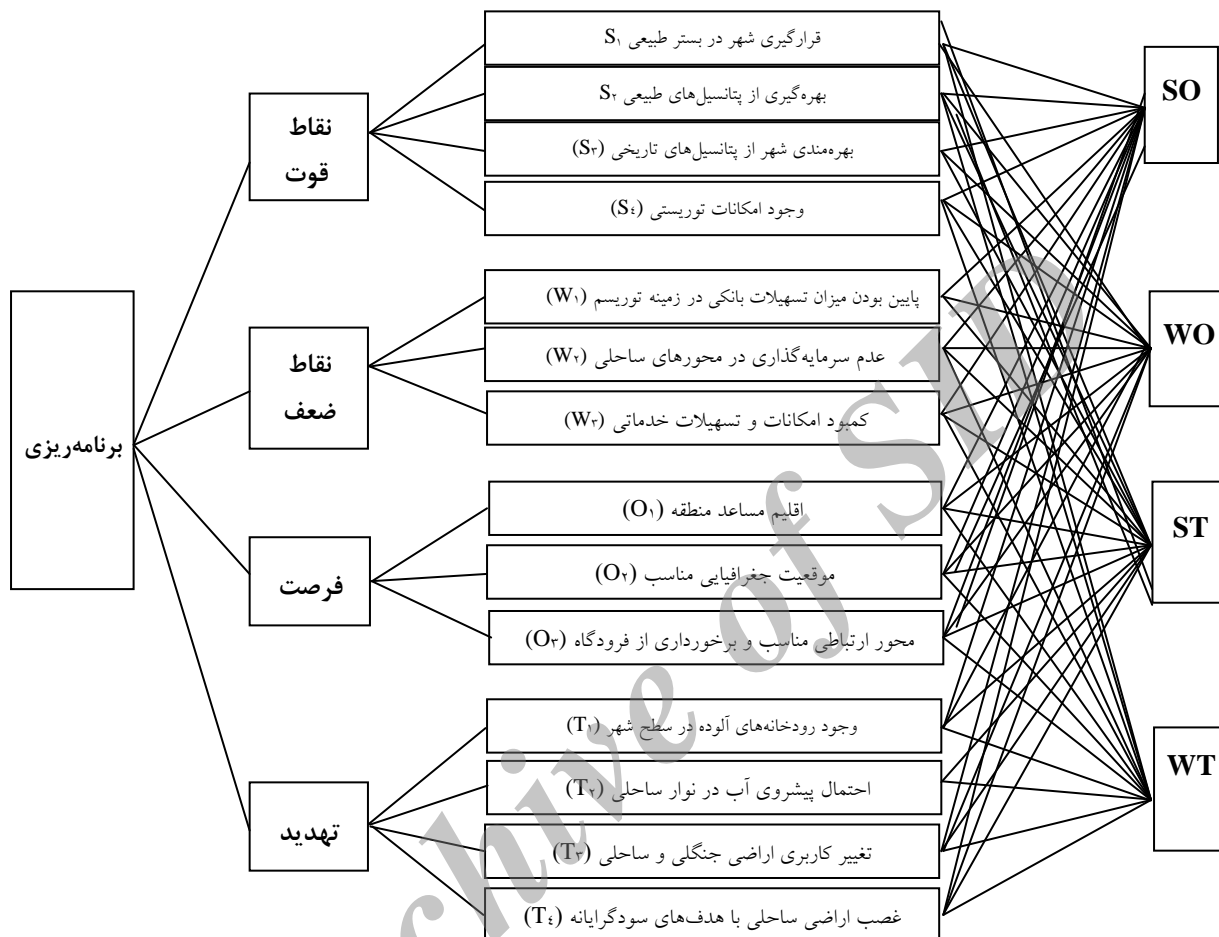 برنامه‌ریزی
نقاط
قوت
قرارگیری شهر در بستر طبیعی S۱
بهره‌گیری از پتانسیل‌های طبیعی S۲
بهره‌مندی شهر از پتانسیل‌های تاریخی (S۳)
وجود امکانات توریستی (S٤)
نقاط
ضعف
پایین بودن میزان تسهیلات بانکی در زمینه توریسم (W۱)
عدم سرمایه‌گذاری در محورهای ساحلی (W۲)
کمبود امکانات و تسهیلات خدماتی (W۳)
فرصت
اقلیم مساعد منطقه (O۱)
موقعیت جغرافیایی مناسب (O۲)
محور ارتباطی مناسب و برخورداری از فرودگاه (O۳)
تهدید
وجود رودخانه‌های آلوده در سطح شهر (T۱)
احتمال پیشروی آب در نوار ساحلی (T۲)
تغییر کاربری اراضی جنگلی و ساحلی (T۳)
غصب اراضی ساحلی با هدف‌های سودگرایانه (T٤)
SO
WO
ST
WT
chive of SID